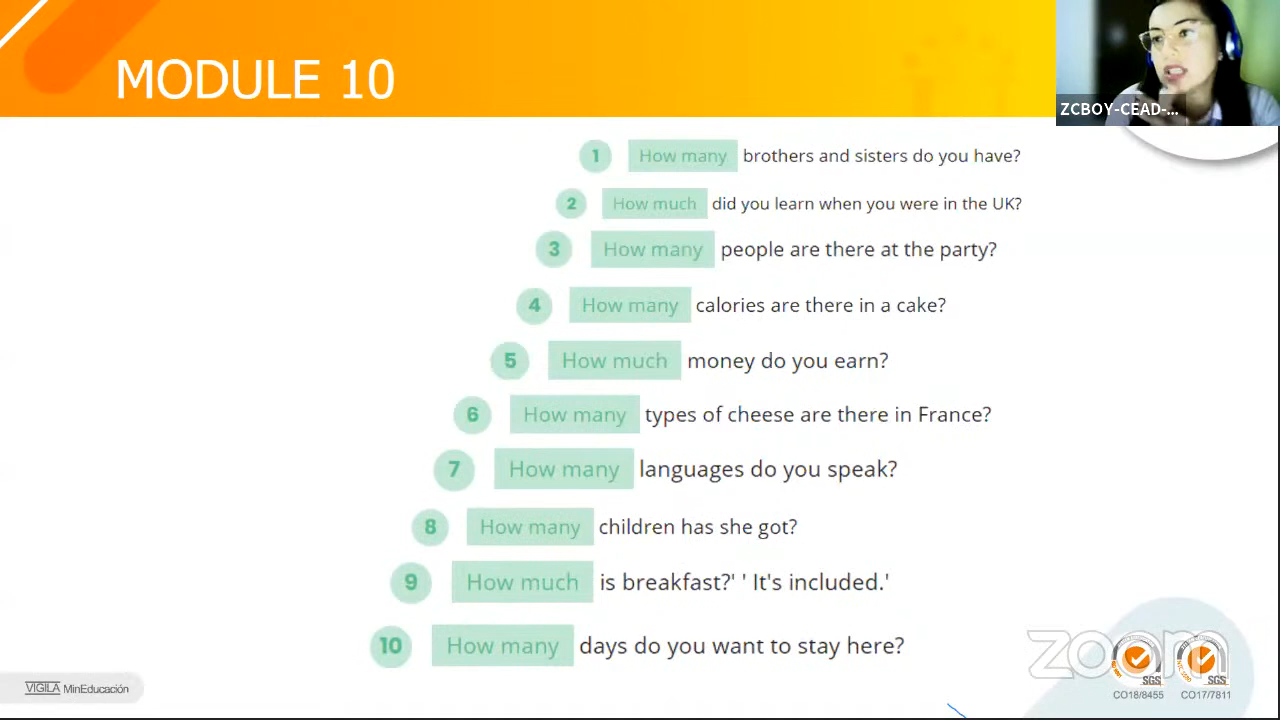 MODULE 10
ZCBOY-CEAD-...
1 How many brothers and sisters do you have?
2 How much did you learn when you were in the UK?
3 How many people are there at the party?
4 How many calories are there in a cake?
5 How much money do you earn?
6 How many types of cheese are there in France?
7 How many languages do you speak?
8 How many children has she got?
9 How much is breakfast?' ' It's included.'
10 How many days do you want to stay here?
zoom
SGS SGS
CO18/8455 CO17/7811
VIGILA MinEducación